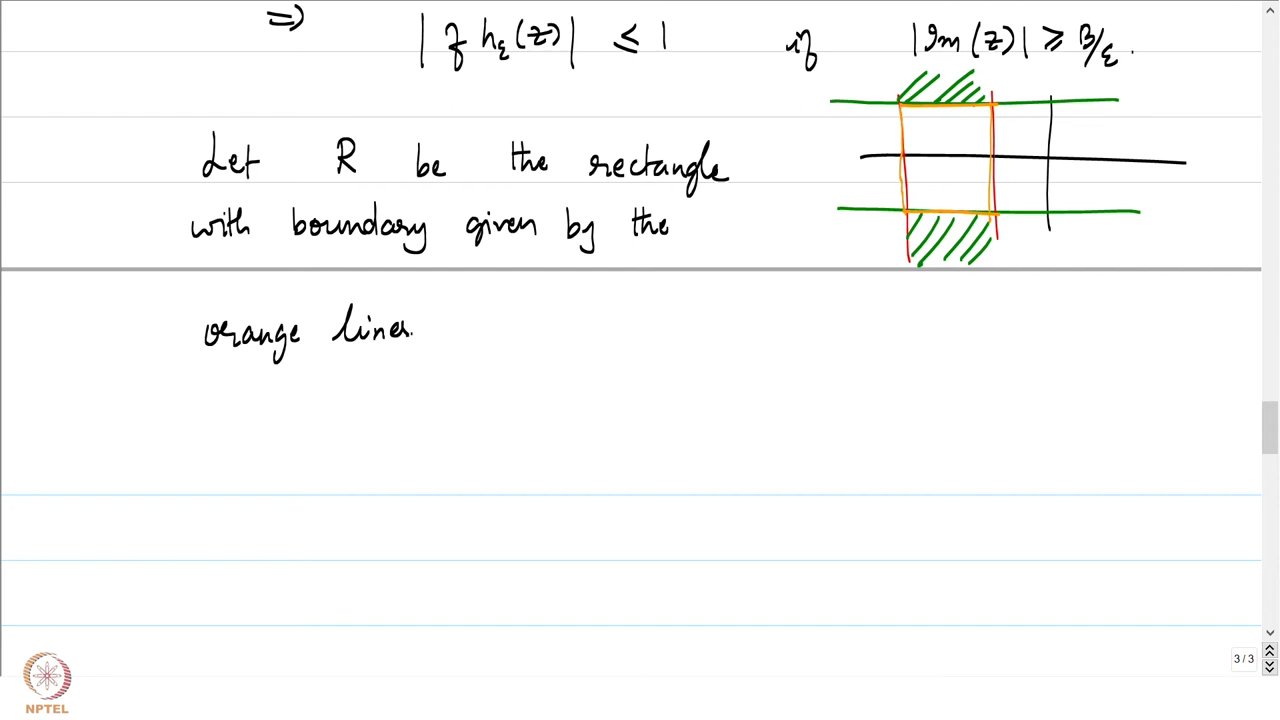 ⇒ |f h_ε(z)| ≤ 1 if |Im(z)| ≥ B/ε.
Let R be the rectangle
with boundary given by the
orange lines.
3 / 3
NPTEL